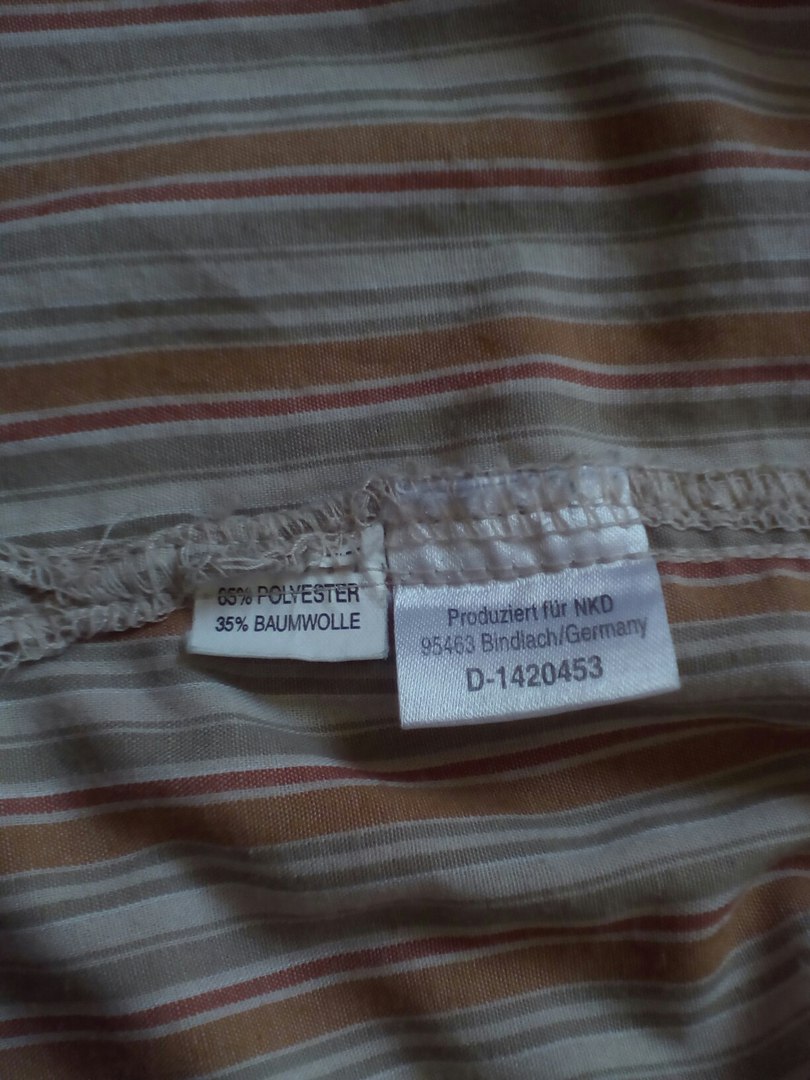 65% POLYESTER
35% BAUMWOLLE
Produziert für NKD
95463 Bindlach/Germany
D-1420453